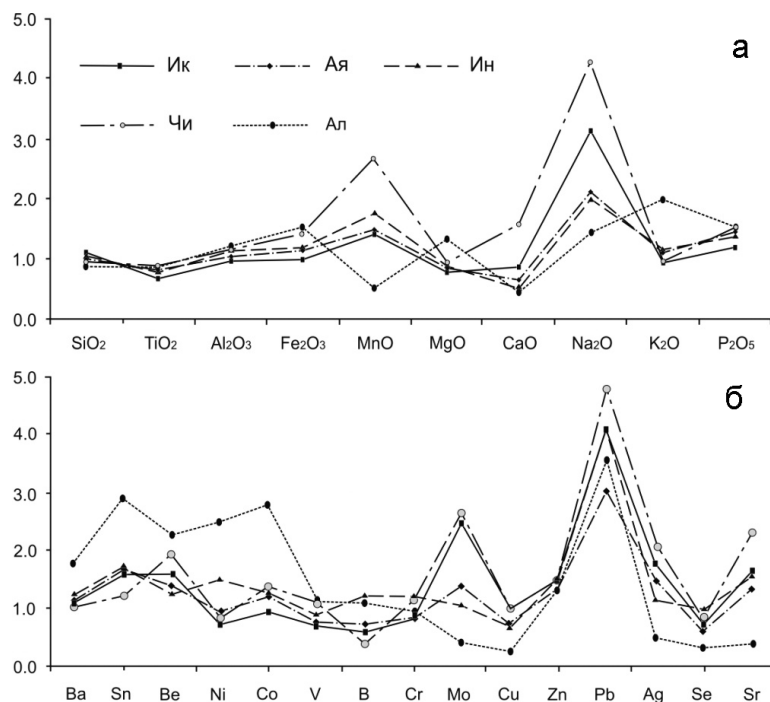 5.0
а
4.0
Ик Ая Ин
3.0
Чи Ал
2.0
1.0
0.0
SiO₂ TiO₂ Al₂O₃ Fe₂O₃ MnO MgO CaO Na₂O K₂O P₂O₅
5.0
б
4.0
3.0
2.0
1.0
0.0
Ba Sn Be Ni Co V B Cr Mo Cu Zn Pb Ag Se Sr